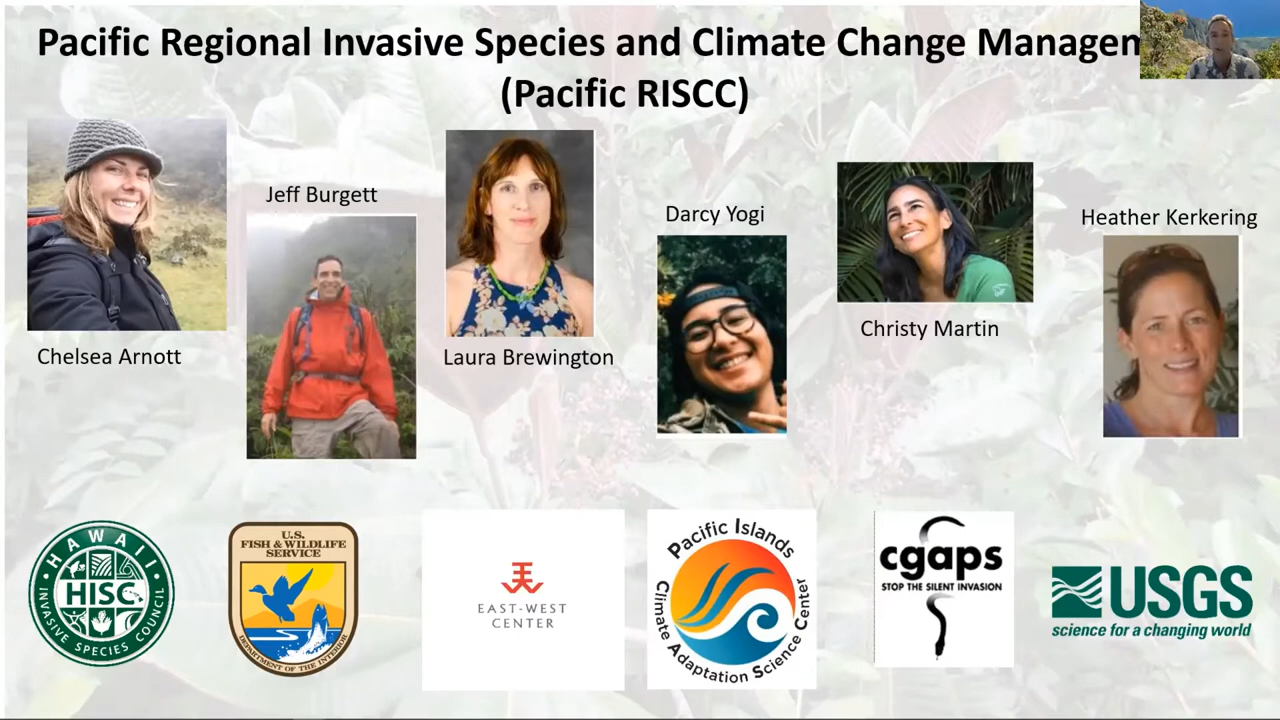 Pacific Regional Invasive Species and Climate Change Managem
(Pacific RISCC)
Chelsea Arnott
Jeff Burgett
Laura Brewington
Darcy Yogi
Christy Martin
Heather Kerkering
HAWAII
HISC
INVASIVE SPECIES COUNCIL
U.S.
FISH & WILDLIFE
SERVICE
DEPARTMENT OF THE INTERIOR
EAST-WEST
CENTER
Pacific Islands
Climate Adaptation Science Center
cgaps
STOP THE SILENT INVASION
USGS
science for a changing world